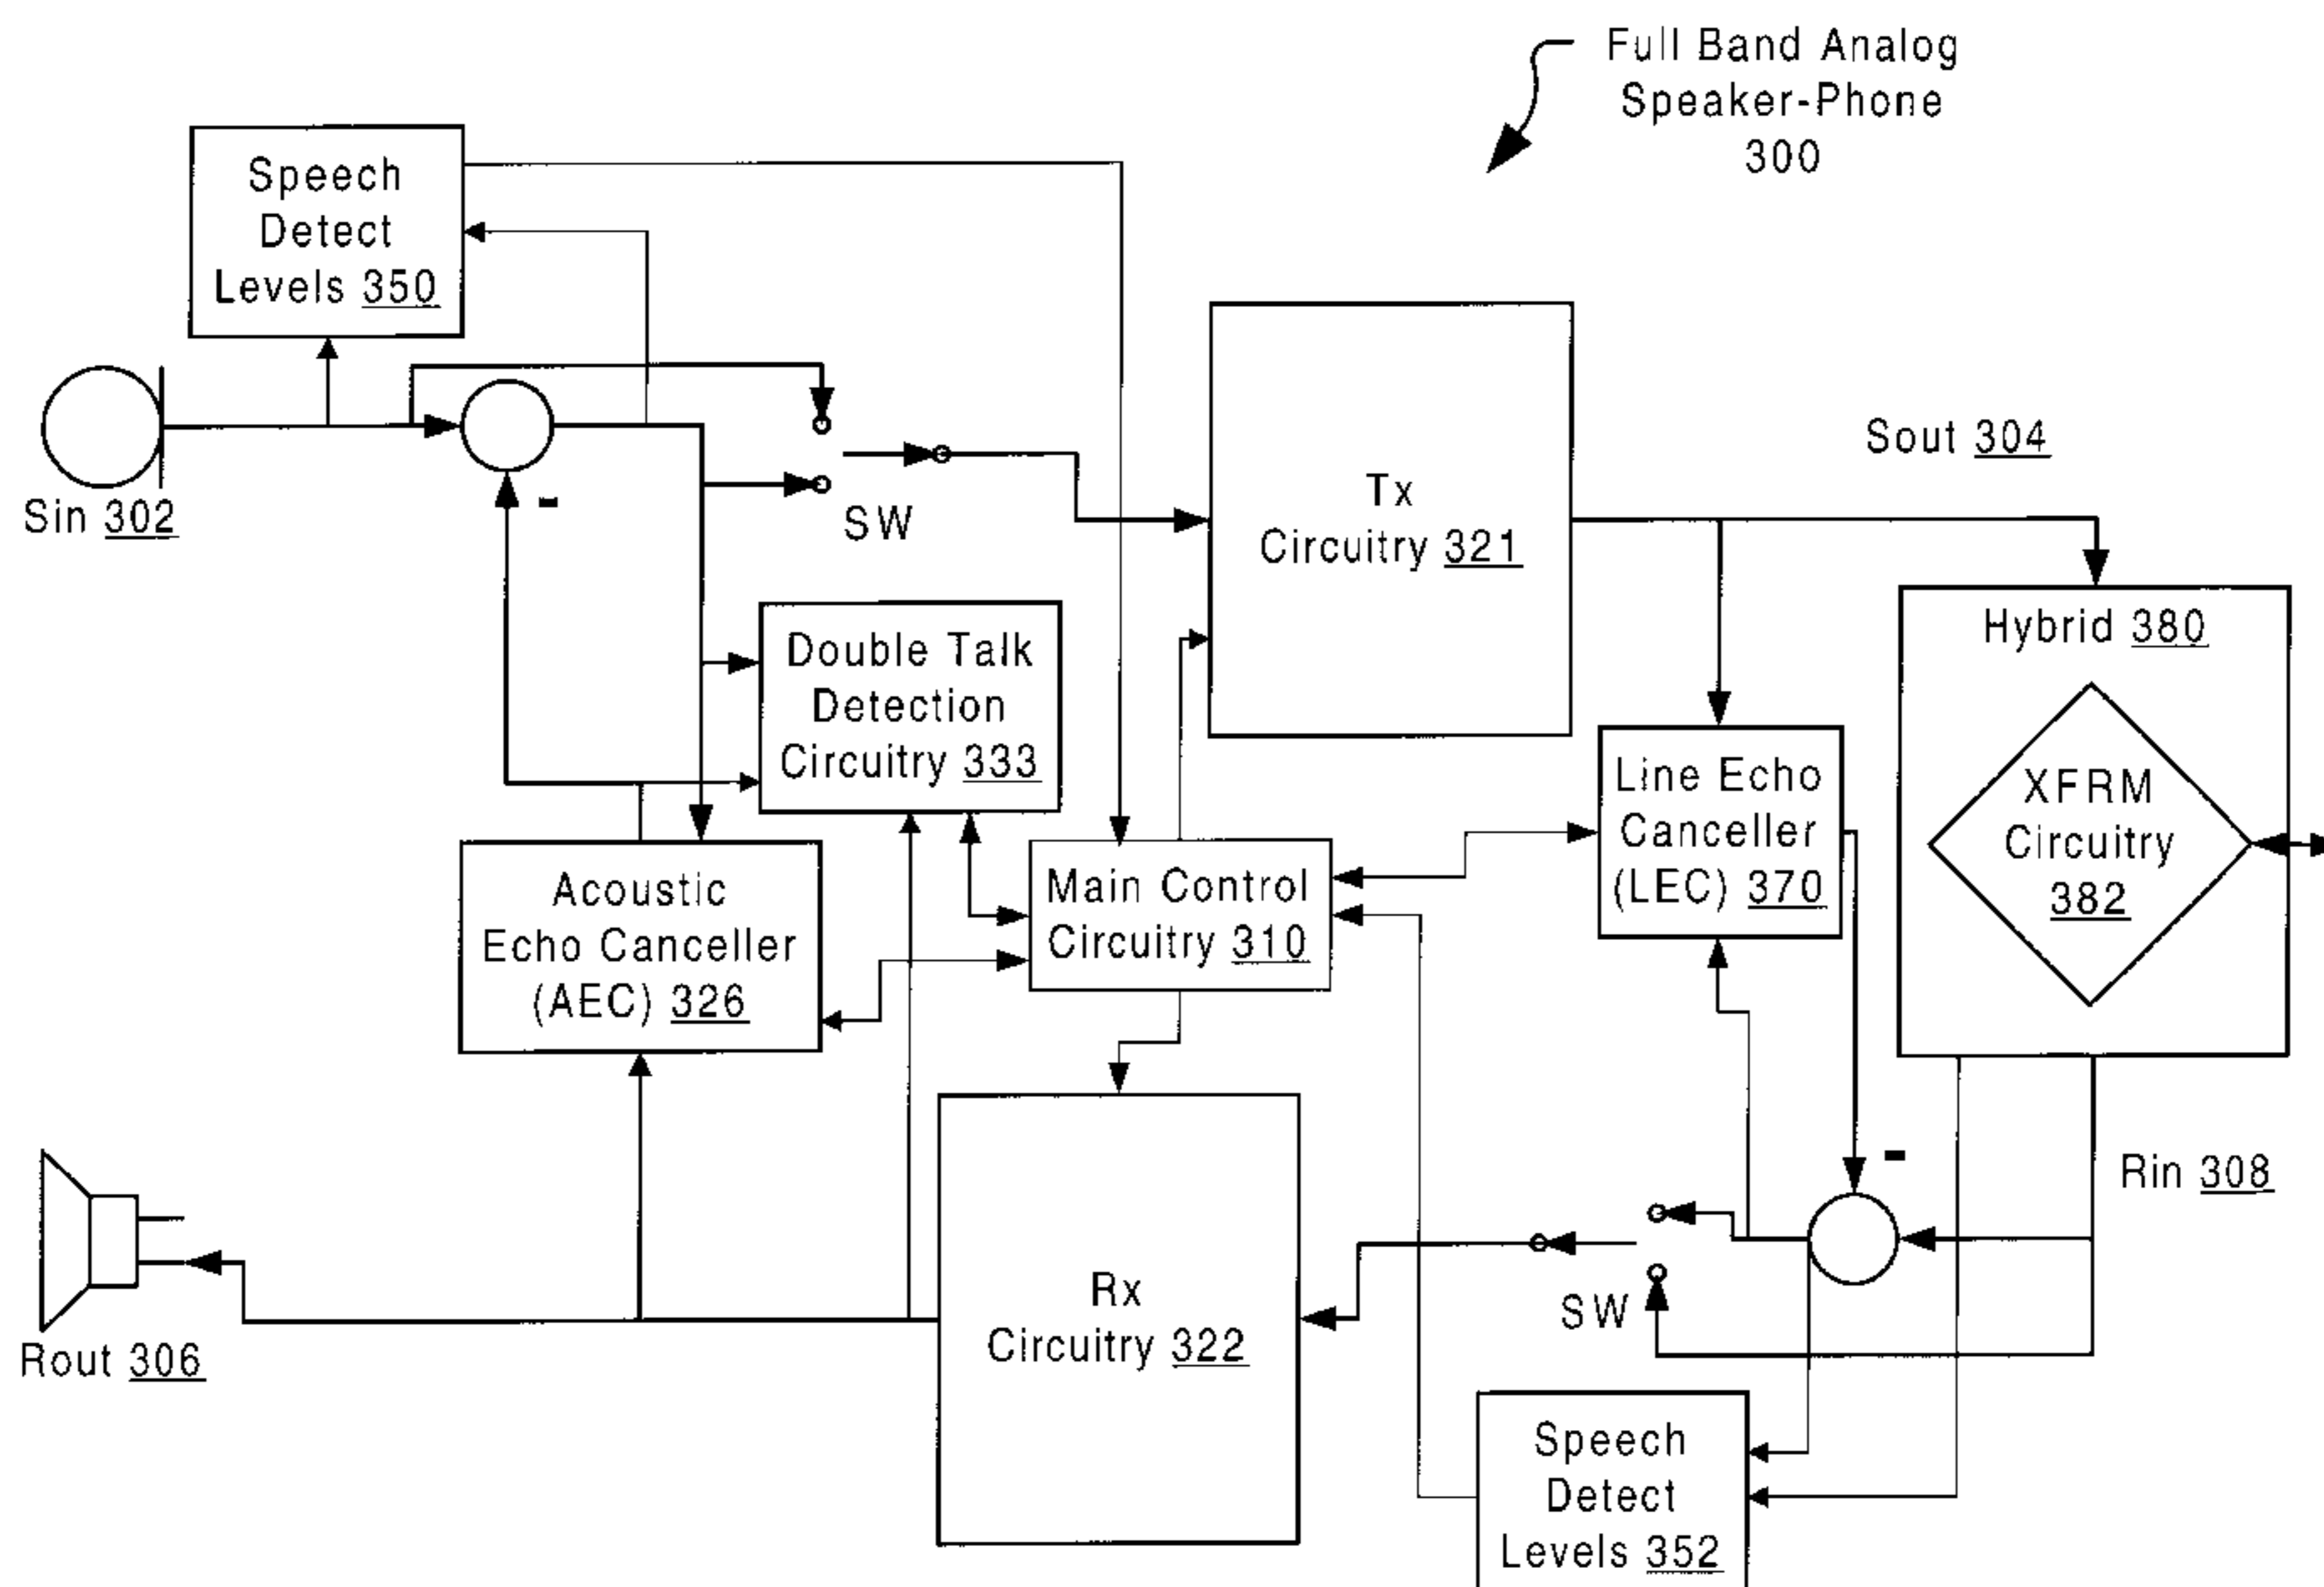 Full Band Analog
Speaker-Phone
300
Speech
Detect
Levels 350
Sin 302
-
SW
Tx
Circuitry 321
Sout 304
Hybrid 380
XFRM
Circuitry
382
Double Talk
Detection
Circuitry 333
Line Echo
Canceller
(LEC) 370
Acoustic
Echo Canceller
(AEC) 326
Main Control
Circuitry 310
-
Rin 308
Rout 306
Rx
Circuitry 322
SW
Speech
Detect
Levels 352